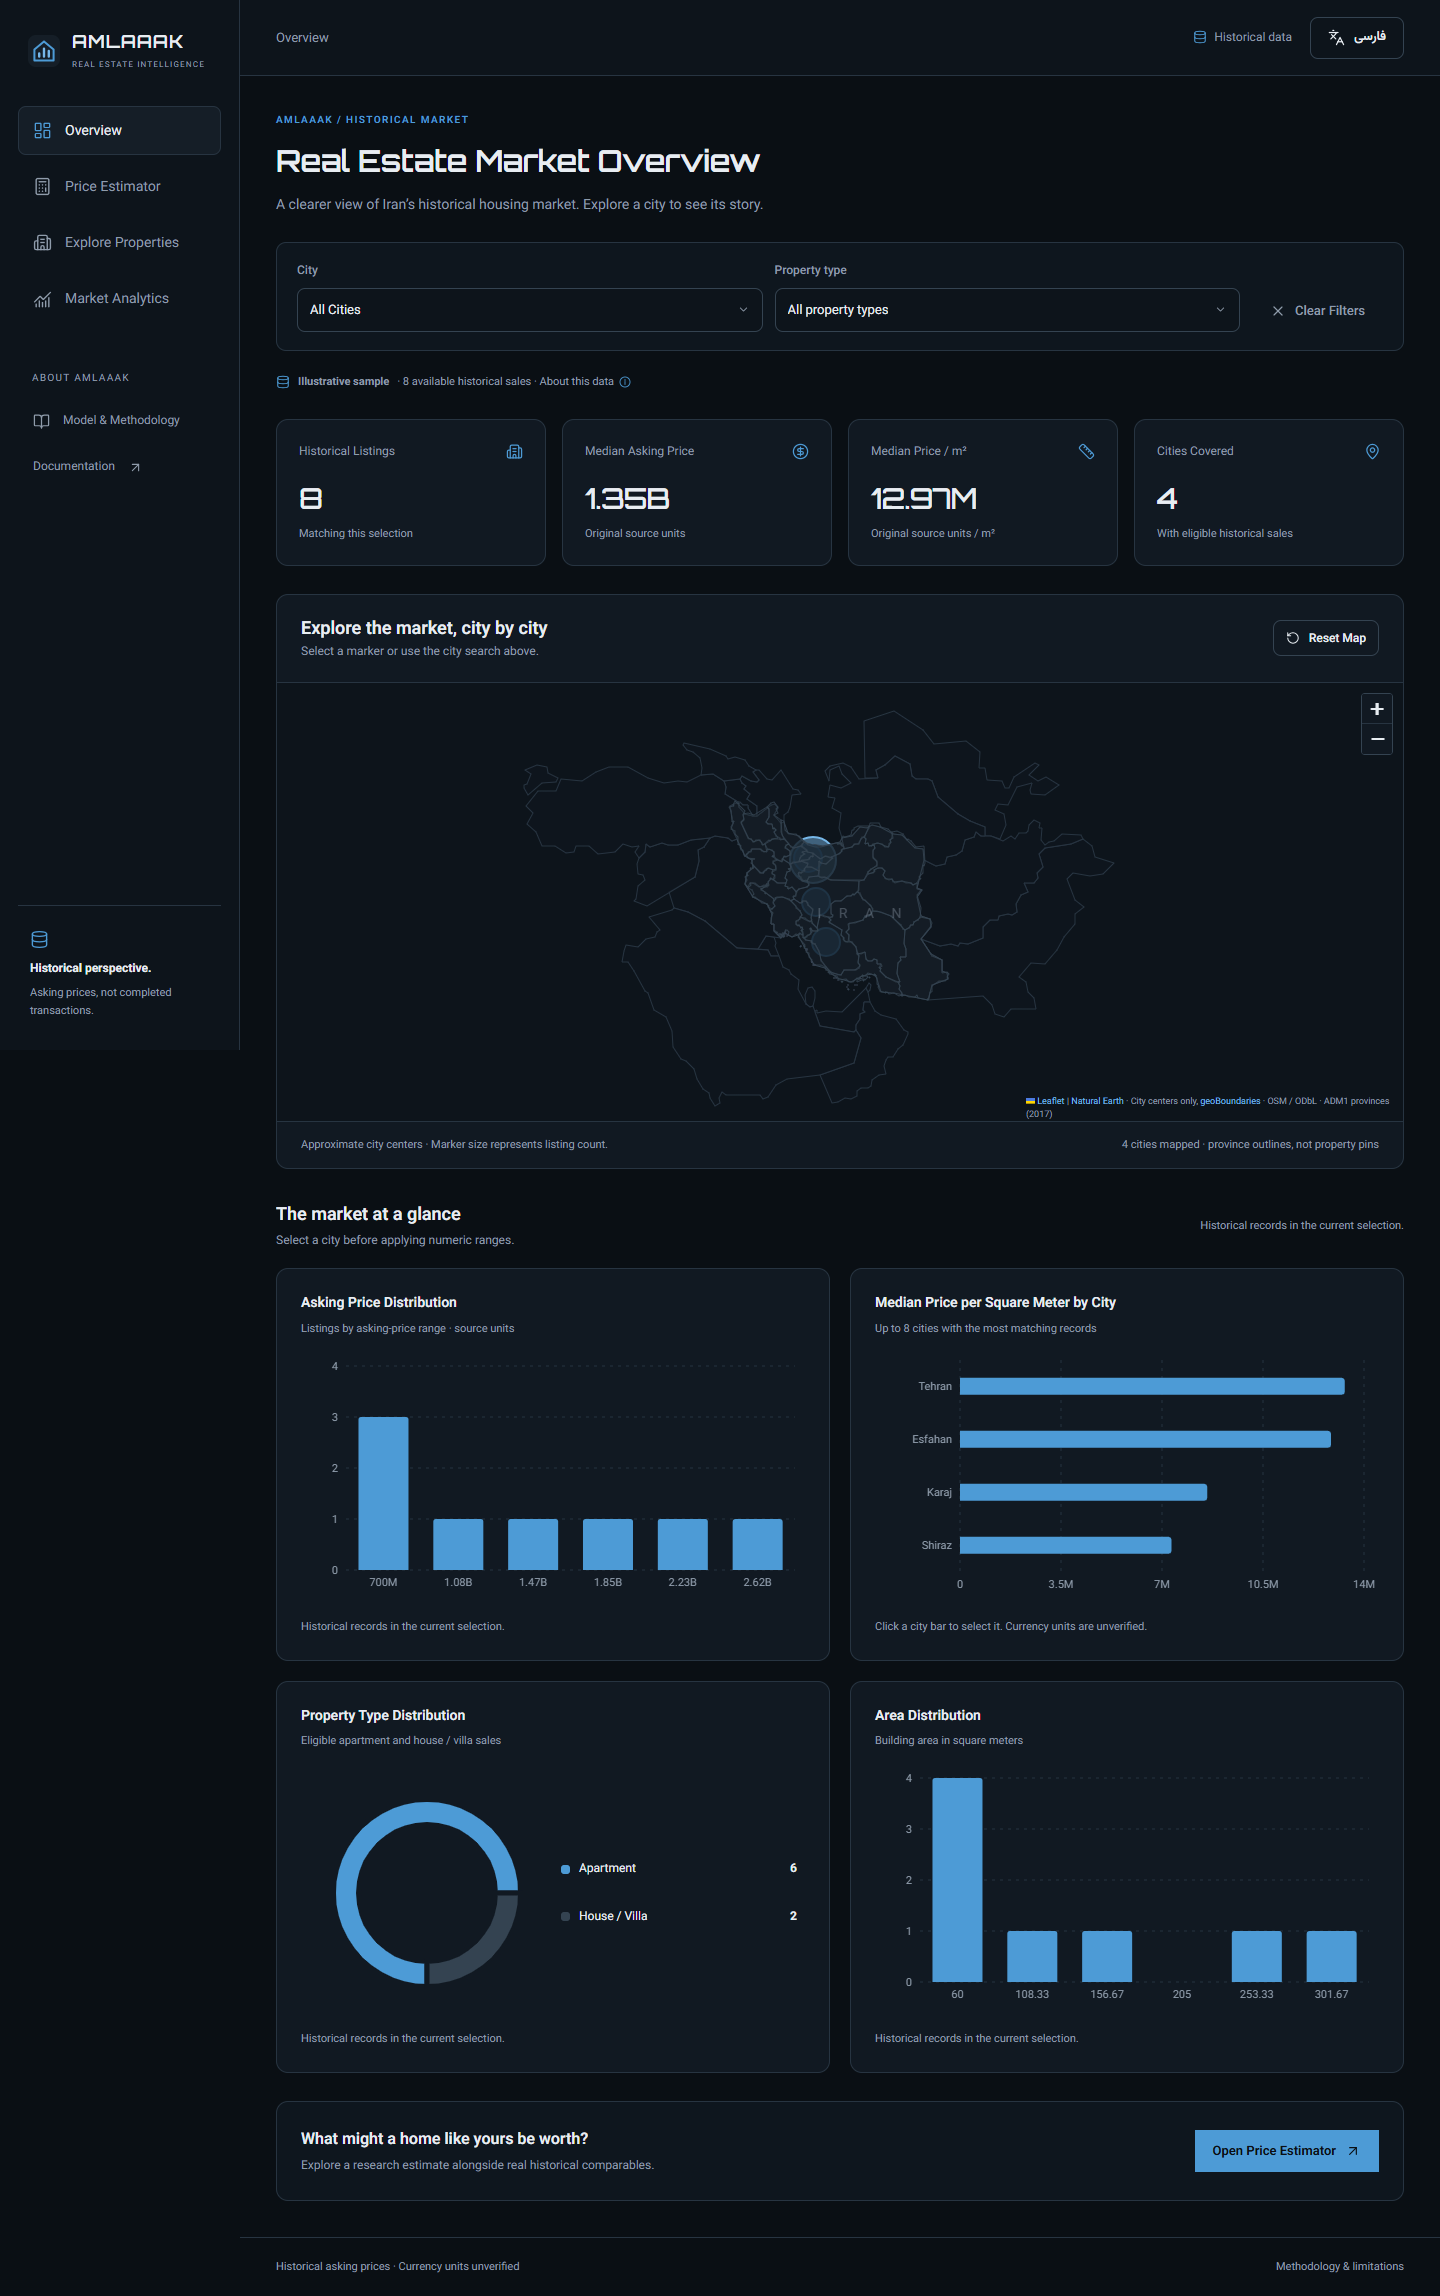 AMLAAAK
REAL ESTATE INTELLIGENCE
Overview
Price Estimator
Explore Properties
Market Analytics
ABOUT AMLAAAK
Model & Methodology
Documentation
Historical perspective.
Asking prices, not completed
transactions.
Overview
Historical data
فارسی
AMLAAAK / HISTORICAL MARKET
Real Estate Market Overview
A clearer view of Iran’s historical housing market. Explore a city to see its story.
City
All Cities
Property type
All property types
Clear Filters
Illustrative sample · 8 available historical sales · About this data
Historical Listings
8
Matching this selection
Median Asking Price
1.35B
Original source units
Median Price / m²
12.97M
Original source units / m²
Cities Covered
4
With eligible historical sales
Explore the market, city by city
Select a marker or use the city search above.
Reset Map
+
−
IRAN
Leaflet | Natural Earth · City centers only, geoBoundaries · OSM / ODbL · ADM1 provinces
(2017)
Approximate city centers · Marker size represents listing count.
4 cities mapped · province outlines, not property pins
The market at a glance
Select a city before applying numeric ranges.
Historical records in the current selection.
Asking Price Distribution
Listings by asking-price range · source units
4
3
2
1
0
700M 1.08B 1.47B 1.85B 2.23B 2.62B
Historical records in the current selection.
Median Price per Square Meter by City
Up to 8 cities with the most matching records
Tehran
Esfahan
Karaj
Shiraz
0 3.5M 7M 10.5M 14M
Click a city bar to select it. Currency units are unverified.
Property Type Distribution
Eligible apartment and house / villa sales
Apartment 6
House / Villa 2
Historical records in the current selection.
Area Distribution
Building area in square meters
4
3
2
1
0
60 108.33 156.67 205 253.33 301.67
Historical records in the current selection.
What might a home like yours be worth?
Explore a research estimate alongside real historical comparables.
Open Price Estimator
Historical asking prices · Currency units unverified
Methodology & limitations